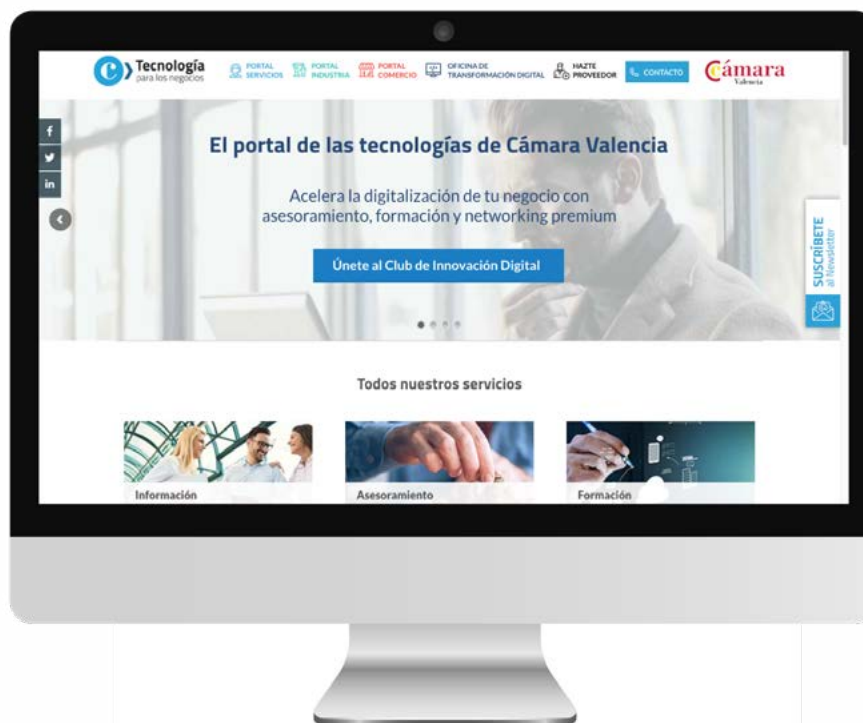 Tecnología
para los negocios
PORTAL
SERVICIOS
PORTAL
INDUSTRIA
PORTAL
COMERCIO
OFICINA DE
TRANSFORMACIÓN DIGITAL
HAZTE
PROVEEDOR
CONTACTO
Cámara
Valencia
El portal de las tecnologías de Cámara Valencia
Acelera la digitalización de tu negocio con
asesoramiento, formación y networking premium
Únete al Club de Innovación Digital
SUSCRÍBETE
al Newsletter
Todos nuestros servicios
Información
Asesoramiento
Formación